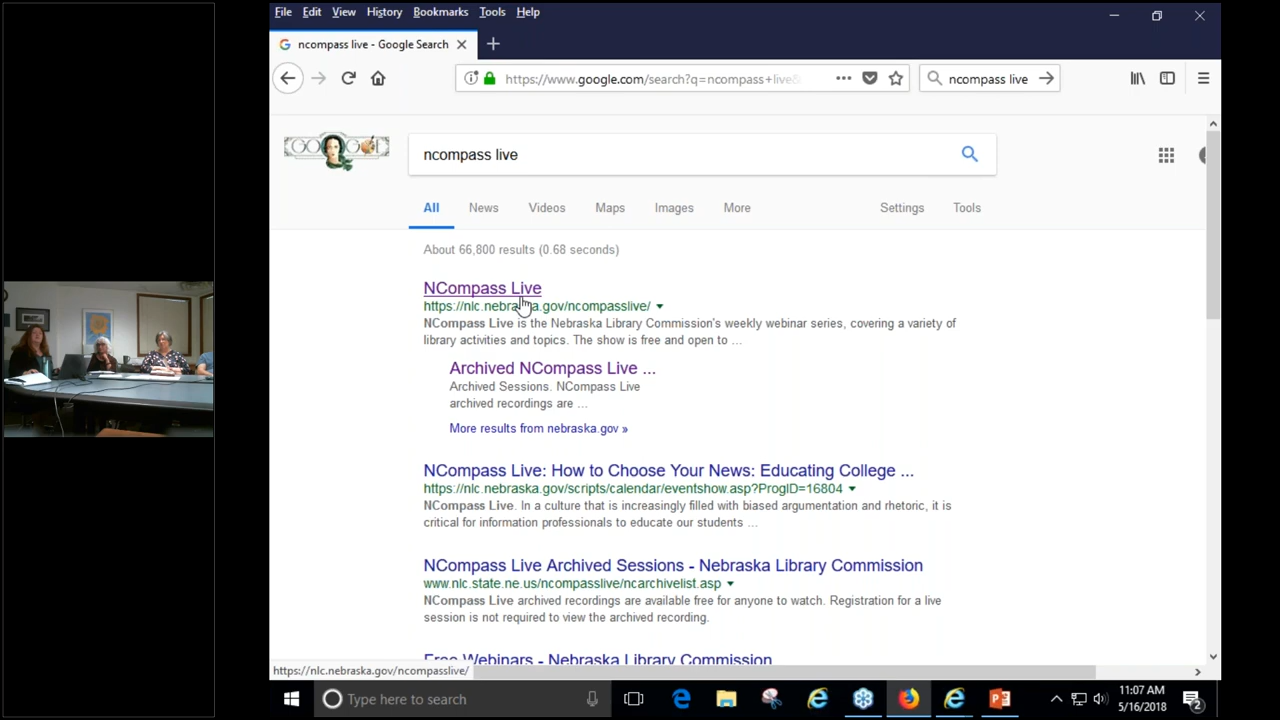 File Edit View History Bookmarks Tools Help
ncompass live - Google Search
https://www.google.com/search?q=ncompass+live&
ncompass live
GOOGLE
ncompass live
All News Videos Maps Images More Settings Tools
About 66,800 results (0.68 seconds)
NCompass Live
https://nlc.nebraska.gov/ncompasslive/
NCompass Live is the Nebraska Library Commission's weekly webinar series, covering a variety of
library activities and topics. The show is free and open to ...
Archived NCompass Live ...
Archived Sessions. NCompass Live
archived recordings are ...
More results from nebraska.gov »
NCompass Live: How to Choose Your News: Educating College ...
https://nlc.nebraska.gov/scripts/calendar/eventshow.asp?ProgID=16804
NCompass Live. In a culture that is increasingly filled with biased argumentation and rhetoric, it is
critical for information professionals to educate our students ...
NCompass Live Archived Sessions - Nebraska Library Commission
www.nlc.state.ne.us/ncompasslive/ncarchivelist.asp
NCompass Live archived recordings are available free for anyone to watch. Registration for a live
session is not required to view the archived recording.
Free Webinars - Nebraska Library Commission
https://nlc.nebraska.gov/ncompasslive/
Type here to search
11:07 AM
5/16/2018
2